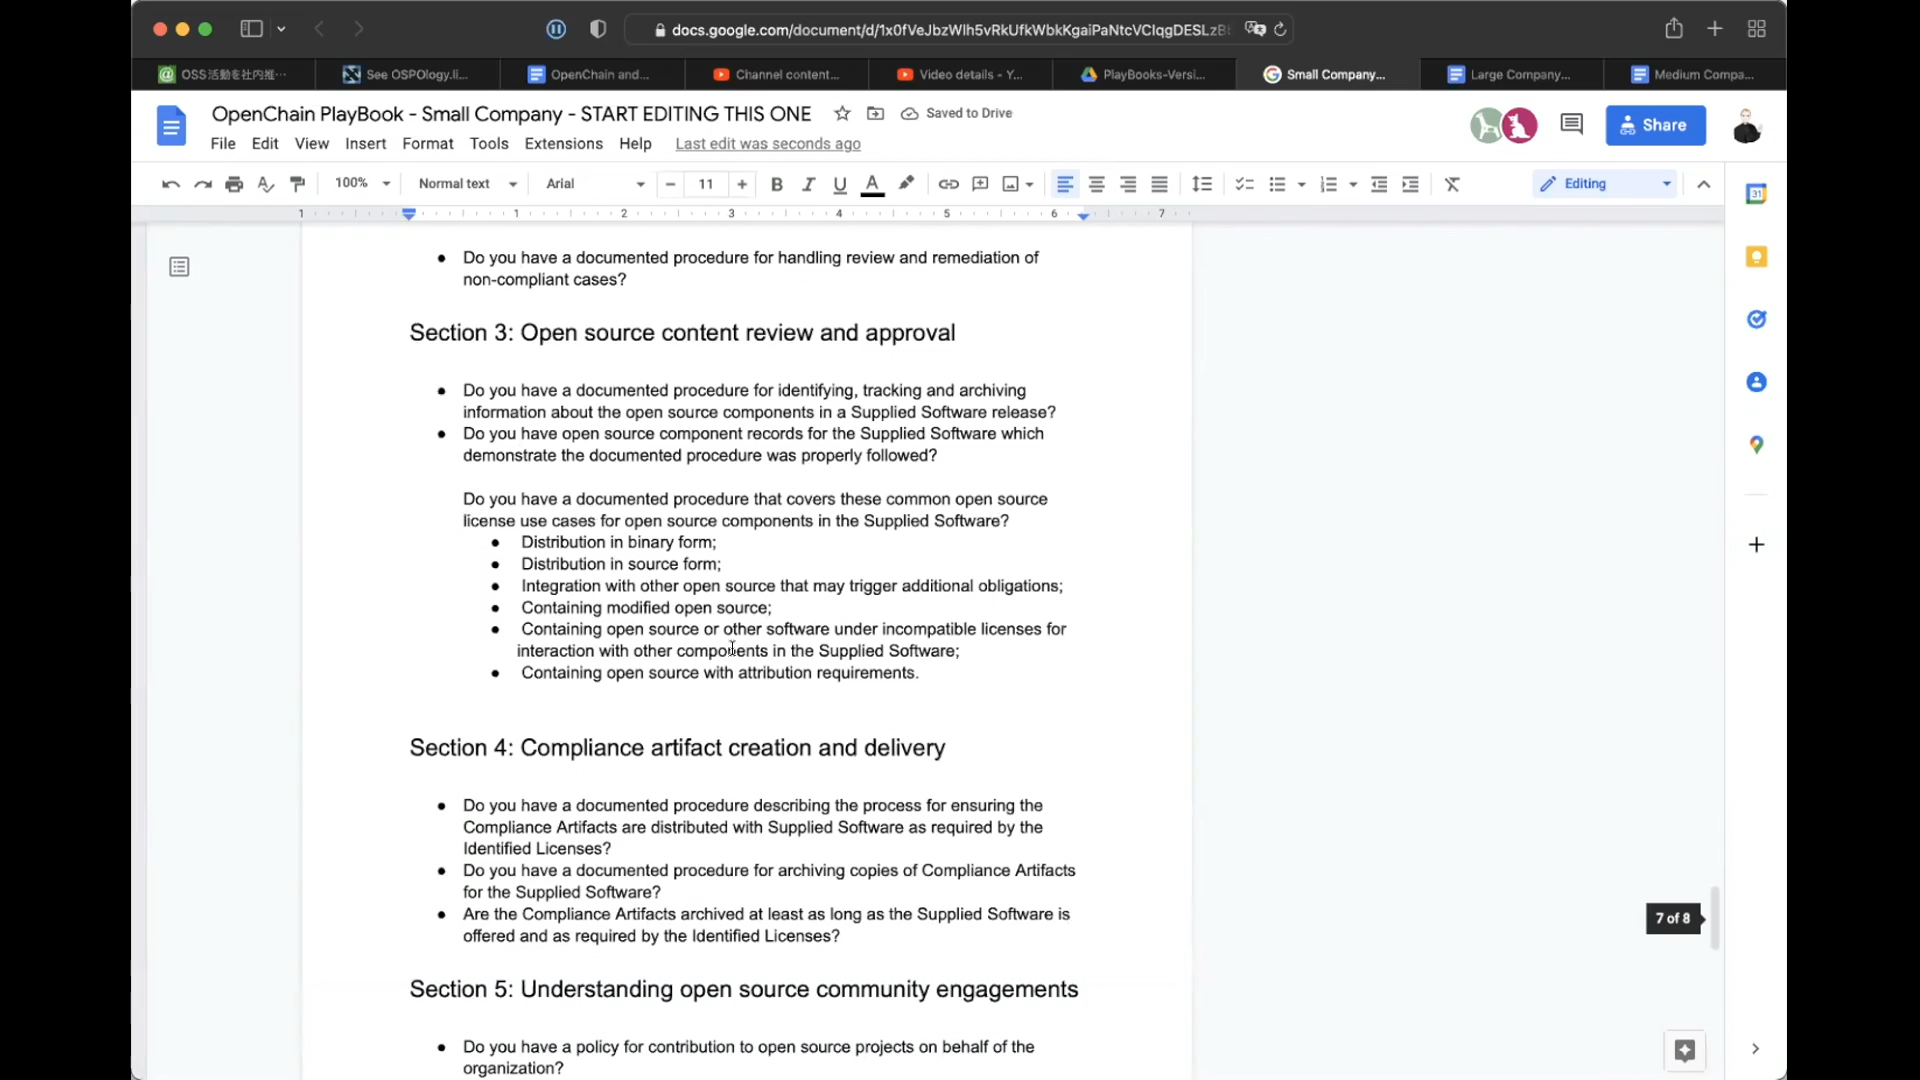 docs.google.com/document/d/1x0fVeJbzWlh5vRkUfkWbkKgaiPaNtcVCIqgDESLzB
OSS活動を社内推…
See OSPOlogy.li...
OpenChain and...
Channel content...
Video details - Y...
PlayBooks-Versi...
Small Company...
Large Company...
Medium Compa...
OpenChain PlayBook - Small Company - START EDITING THIS ONE
Saved to Drive
Share
File Edit View Insert Format Tools Extensions Help Last edit was seconds ago
100% Normal text Arial 11 B I U A Editing
1 1 2 3 4 5 6 7
31
Do you have a documented procedure for handling review and remediation of
non-compliant cases?
Section 3: Open source content review and approval
Do you have a documented procedure for identifying, tracking and archiving
information about the open source components in a Supplied Software release?
Do you have open source component records for the Supplied Software which
demonstrate the documented procedure was properly followed?
Do you have a documented procedure that covers these common open source
license use cases for open source components in the Supplied Software?
Distribution in binary form;
Distribution in source form;
Integration with other open source that may trigger additional obligations;
Containing modified open source;
Containing open source or other software under incompatible licenses for
interaction with other components in the Supplied Software;
Containing open source with attribution requirements.
Section 4: Compliance artifact creation and delivery
Do you have a documented procedure describing the process for ensuring the
Compliance Artifacts are distributed with Supplied Software as required by the
Identified Licenses?
Do you have a documented procedure for archiving copies of Compliance Artifacts
for the Supplied Software?
Are the Compliance Artifacts archived at least as long as the Supplied Software is
offered and as required by the Identified Licenses?
7 of 8
Section 5: Understanding open source community engagements
Do you have a policy for contribution to open source projects on behalf of the
organization?